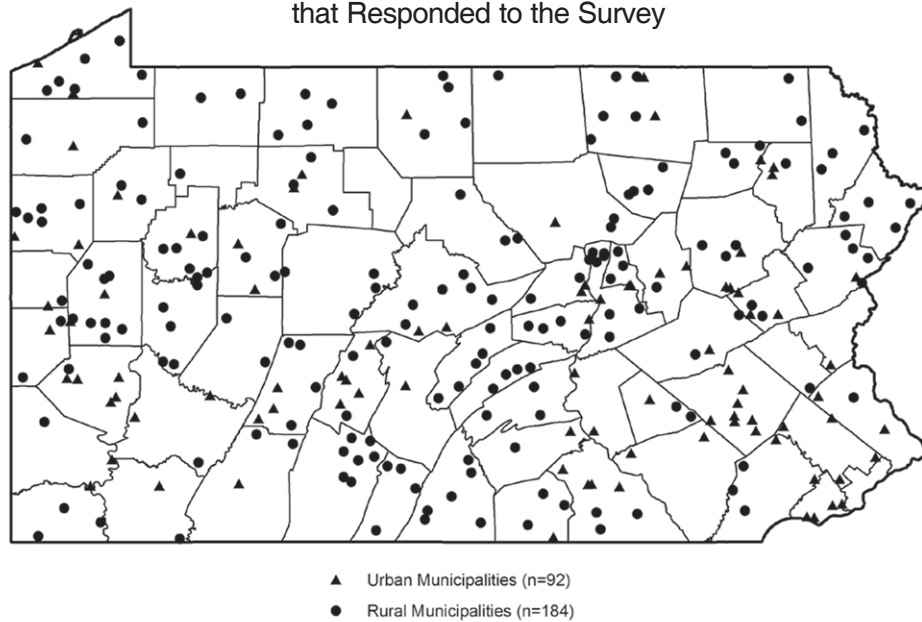 that Responded to the Survey
Urban Municipalities (n=92)
Rural Municipalities (n=184)